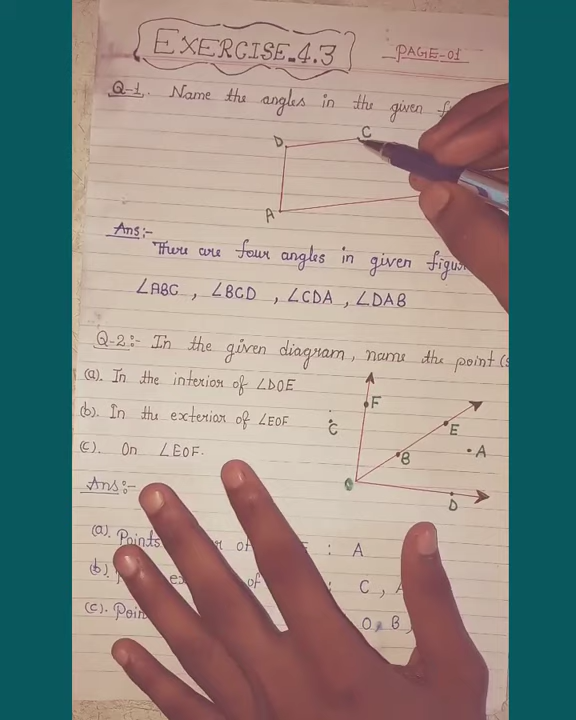 EXERCISE-4.3
PAGE-01
Q-1. Name the angles in the given
D
C
A
Ans:-
There are four angles in given
∠ABC , ∠BCD , ∠CDA , ∠DAB
Q-2:- In the given diagram, name the point(s
(a). In the interior of ∠DOE
(b). In the exterior of ∠EOF
(c). On ∠EOF.
F
C
E
B
A
O
D
Ans:-
(a). Points of : A
(b). of : C , A
(c). O , B ,